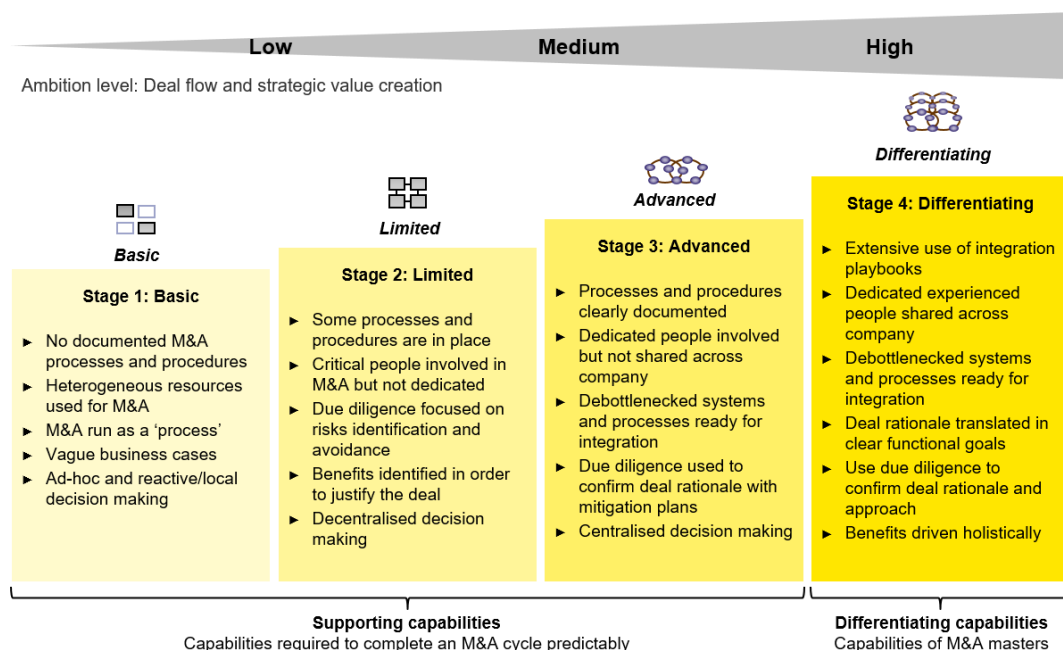 Low
Medium
High
Ambition level: Deal flow and strategic value creation
Basic
Stage 1: Basic
► No documented M&A
processes and procedures
► Heterogeneous resources
used for M&A
► M&A run as a ‘process’
► Vague business cases
► Ad-hoc and reactive/local
decision making
Limited
Stage 2: Limited
► Some processes and
procedures are in place
► Critical people involved in
M&A but not dedicated
► Due diligence focused on
risks identification and
avoidance
► Benefits identified in order
to justify the deal
► Decentralised decision
making
Advanced
Stage 3: Advanced
► Processes and procedures
clearly documented
► Dedicated people involved
but not shared across
company
► Debottlenecked systems
and processes ready for
integration
► Due diligence used to
confirm deal rationale with
mitigation plans
► Centralised decision making
Differentiating
Stage 4: Differentiating
► Extensive use of integration
playbooks
► Dedicated experienced
people shared across
company
► Debottlenecked systems
and processes ready for
integration
► Deal rationale translated in
clear functional goals
► Use due diligence to
confirm deal rationale and
approach
► Benefits driven holistically
Supporting capabilities
Capabilities required to complete an M&A cycle predictably
Differentiating capabilities
Capabilities of M&A masters